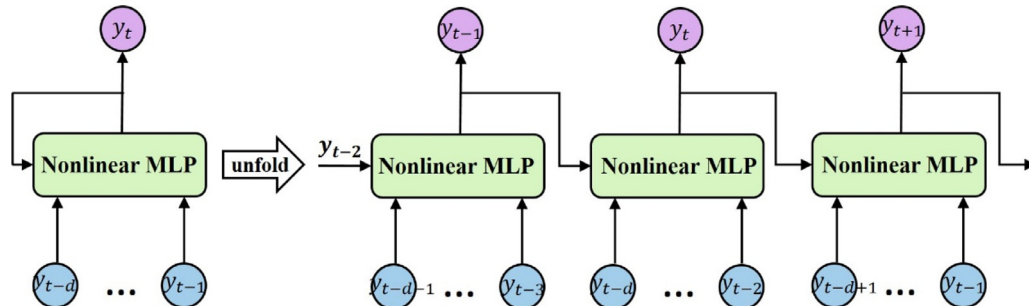 y_t y_{t-1} y_t y_{t+1}
Nonlinear MLP unfold y_{t-2} Nonlinear MLP Nonlinear MLP Nonlinear MLP
y_{t-d} ... y_{t-1} y_{t-d-1} ... y_{t-3} y_{t-d} ... y_{t-2} y_{t-d+1} ... y_{t-1}